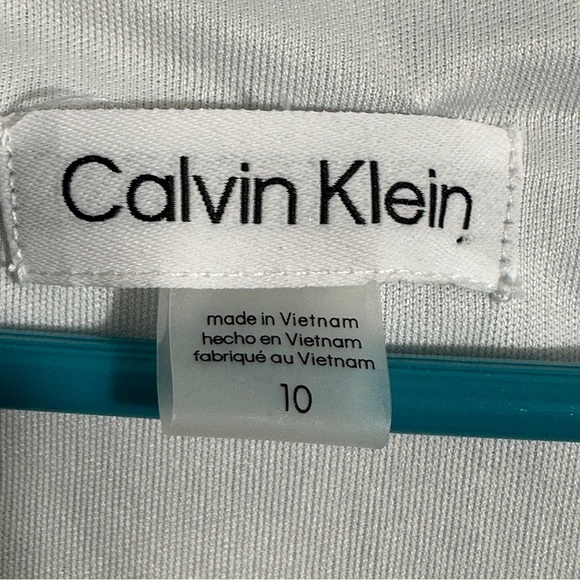 Calvin Klein
made in Vietnam
hecho en Vietnam
fabriqué au Vietnam
10